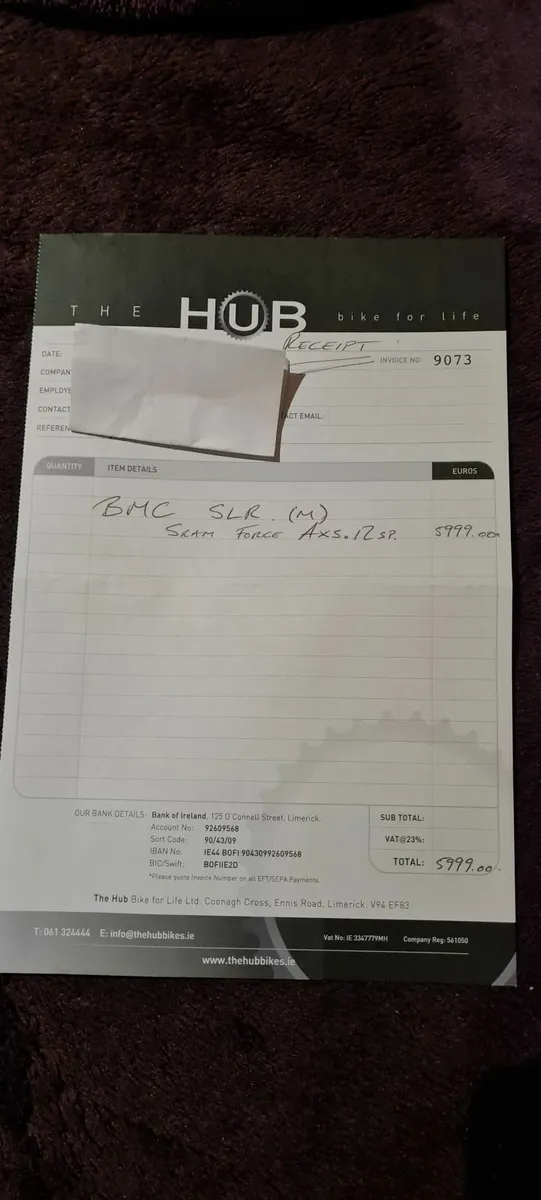 THE HUB bike for life
RECEIPT
DATE:
INVOICE NO 9073
COMPAN
EMPLOYE
CONTACT
ACT EMAIL:
REFEREN
QUANTITY ITEM DETAILS EUROS
BMC SLR. (M)
SRAM FORCE AXS. 12 SP. 5999.00
OUR BANK DETAILS: Bank of Ireland, 125 O'Connell Street, Limerick.
Account No: 92609568
Sort Code: 90/43/09
IBAN No: IE44 BOFI 90430992609568
BIC/Swift: BOFIIE2D
*Please quote Invoice Number on all EFT/SEPA Payments.
SUB TOTAL:
VAT@23%:
TOTAL: 5999.00
The Hub Bike for Life Ltd. Coonagh Cross, Ennis Road, Limerick. V94 EF83
T: 061 324444 E: info@thehubbikes.ie
Vat No: IE 3347779MH Company Reg: 561050
www.thehubbikes.ie